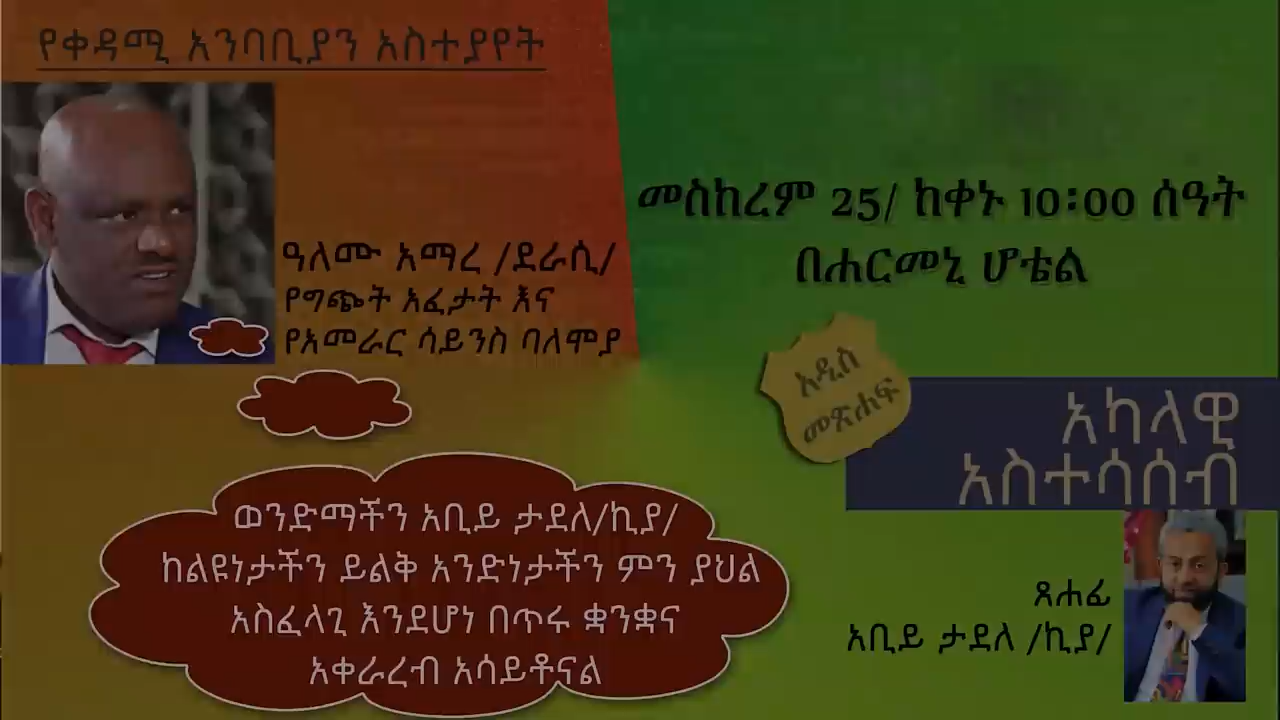 የቀዳሚ አንባቢያን አስተያየት
ዓለሙ አማረ /ደራሲ/
የግጭት አፈታት እና
የአመራር ሳይንስ ባለሞያ
ወንድማችን አቢይ ታደለ/ኪያ/
ከልዩነታችን ይልቅ አንድነታችን ምን ያህል
አስፈላጊ እንደሆነ በጥሩ ቋንቋና
አቀራረብ አሳይቶናል
መስከረም 25/ ከቀኑ 10፡00 ሰዓት
በሐርመኒ ሆቴል
አዲስ
መጽሐፍ
አካላዊ
አስተሳሰብ
ጸሐፊ
አቢይ ታደለ /ኪያ/